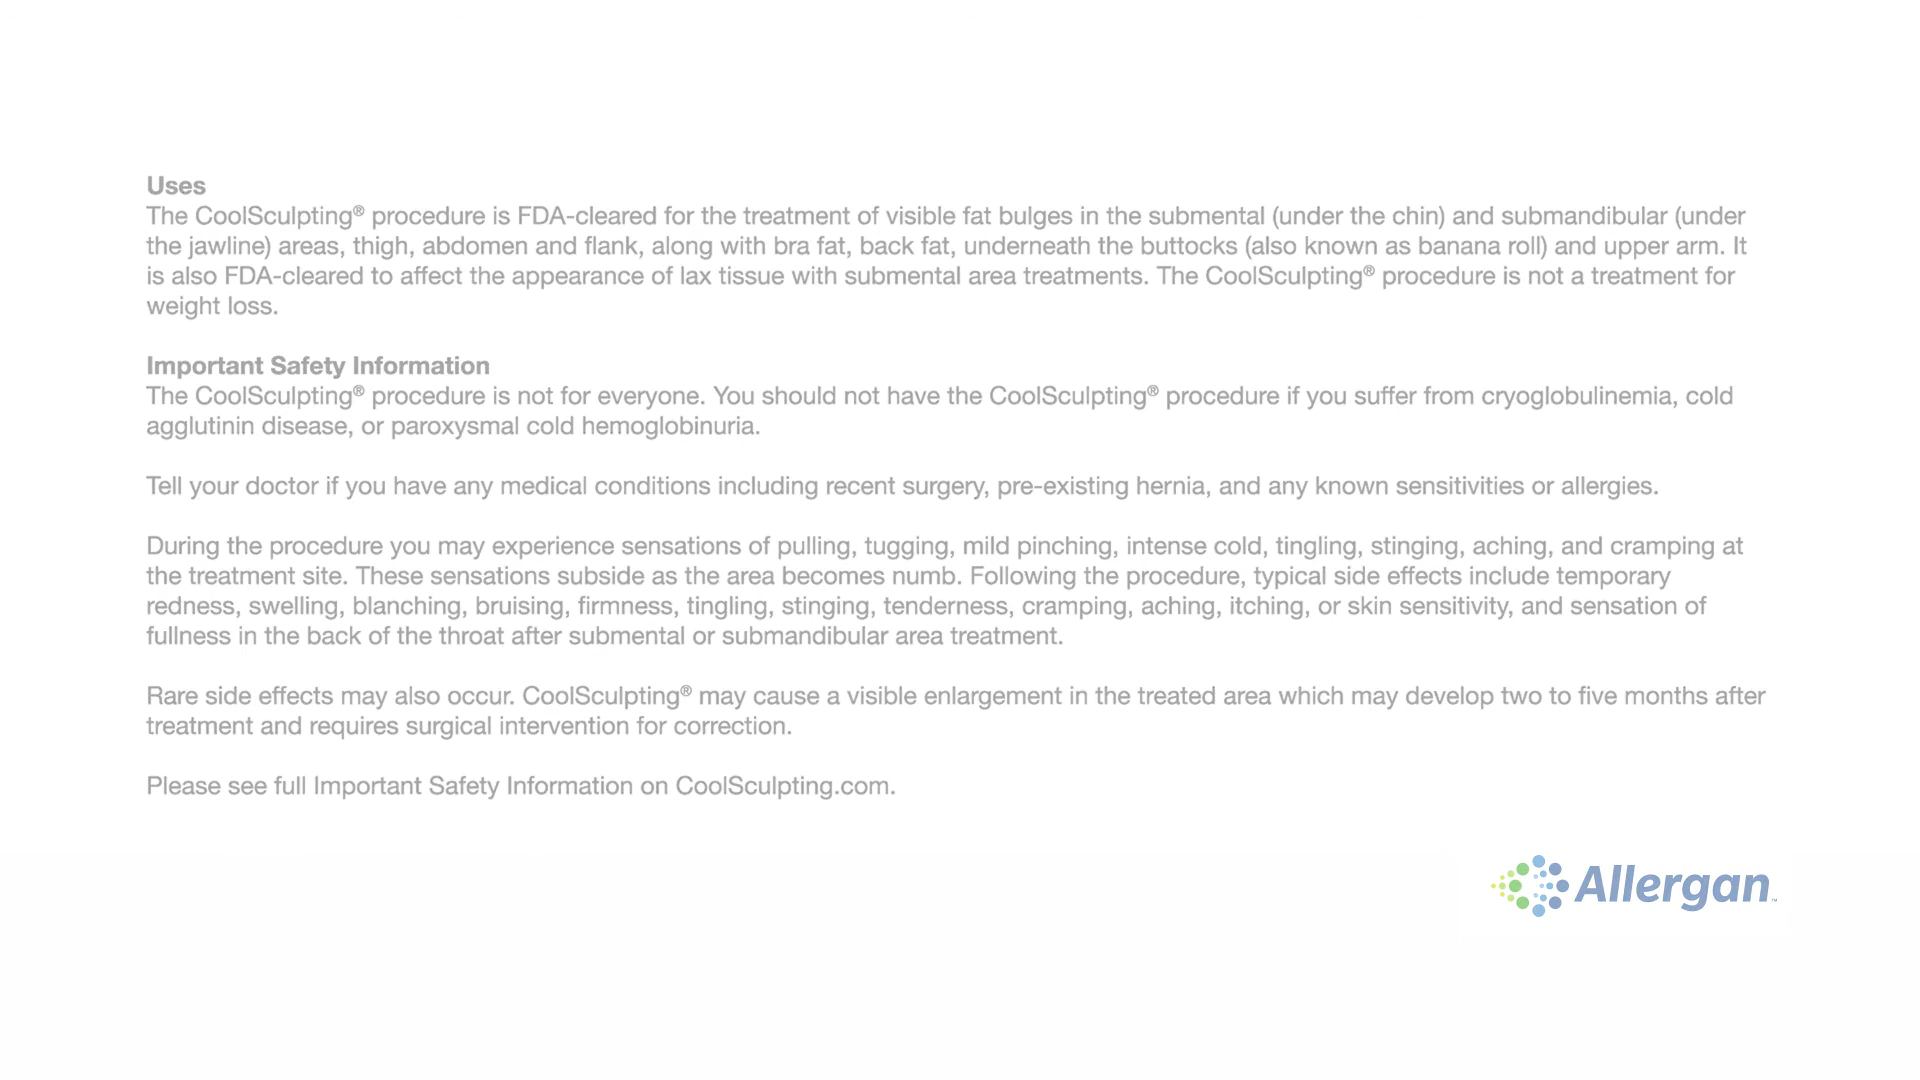 Uses
The CoolSculpting® procedure is FDA-cleared for the treatment of visible fat bulges in the submental (under the chin) and submandibular (under
the jawline) areas, thigh, abdomen and flank, along with bra fat, back fat, underneath the buttocks (also known as banana roll) and upper arm. It
is also FDA-cleared to affect the appearance of lax tissue with submental area treatments. The CoolSculpting® procedure is not a treatment for
weight loss.
Important Safety Information
The CoolSculpting® procedure is not for everyone. You should not have the CoolSculpting® procedure if you suffer from cryoglobulinemia, cold
agglutinin disease, or paroxysmal cold hemoglobinuria.
Tell your doctor if you have any medical conditions including recent surgery, pre-existing hernia, and any known sensitivities or allergies.
During the procedure you may experience sensations of pulling, tugging, mild pinching, intense cold, tingling, stinging, aching, and cramping at
the treatment site. These sensations subside as the area becomes numb. Following the procedure, typical side effects include temporary
redness, swelling, blanching, bruising, firmness, tingling, stinging, tenderness, cramping, aching, itching, or skin sensitivity, and sensation of
fullness in the back of the throat after submental or submandibular area treatment.
Rare side effects may also occur. CoolSculpting® may cause a visible enlargement in the treated area which may develop two to five months after
treatment and requires surgical intervention for correction.
Please see full Important Safety Information on CoolSculpting.com.
Allergan™